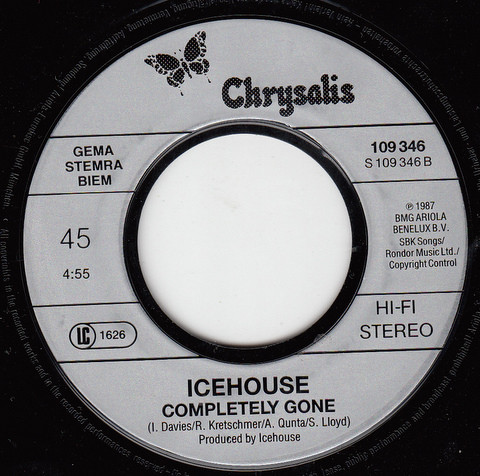 Chrysalis
GEMA
STEMRA
BIEM
109 346
S 109 346 B
45
4:55
℗ 1987
BMG ARIOLA
BENELUX B.V.
SBK Songs/
Rondor Music Ltd./
Copyright Control
LC 1626
HI-FI
STEREO
ICEHOUSE
COMPLETELY GONE
(I. Davies/R. Kretschmer/A. Qunta/S. Lloyd)
Produced by Icehouse